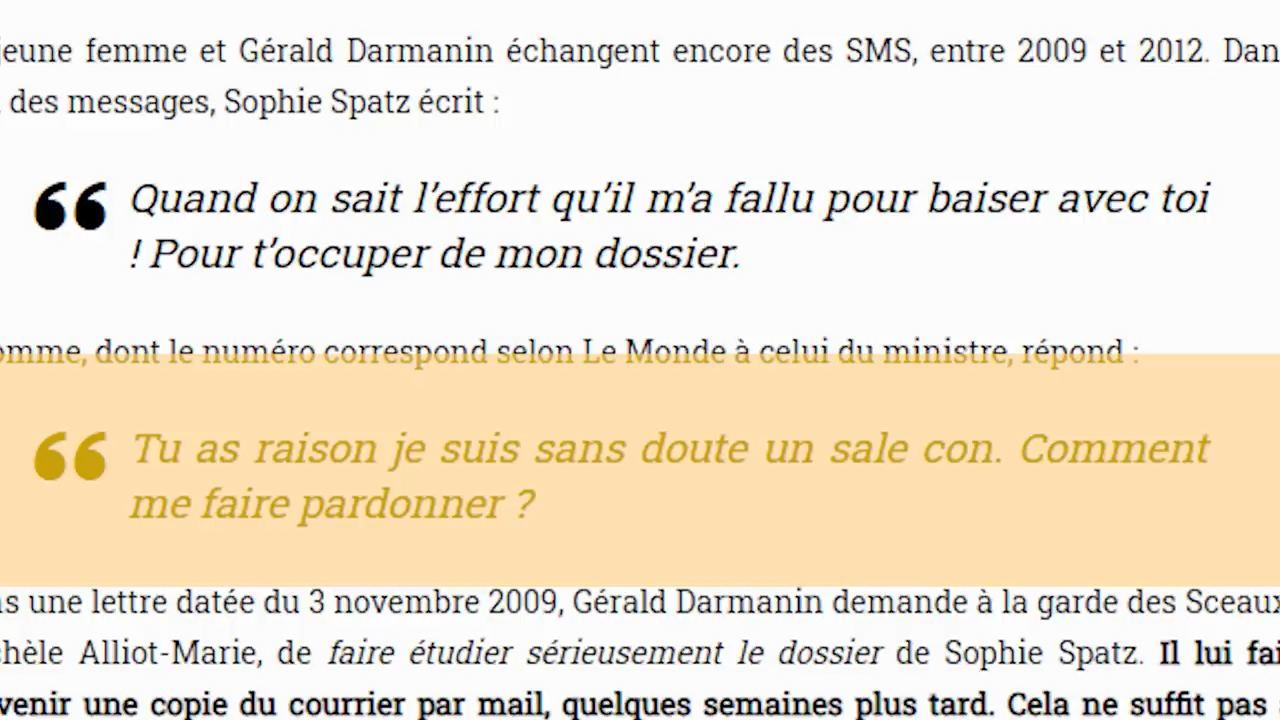 jeune femme et Gérald Darmanin échangent encore des SMS, entre 2009 et 2012. Dan
des messages, Sophie Spatz écrit :
“ Quand on sait l’effort qu’il m’a fallu pour baiser avec toi
! Pour t’occuper de mon dossier.
omme, dont le numéro correspond selon Le Monde à celui du ministre, répond :
“ Tu as raison je suis sans doute un sale con. Comment
me faire pardonner ?
s une lettre datée du 3 novembre 2009, Gérald Darmanin demande à la garde des Sceaux
hèle Alliot-Marie, de faire étudier sérieusement le dossier de Sophie Spatz. Il lui fai
venir une copie du courrier par mail, quelques semaines plus tard. Cela ne suffit pas